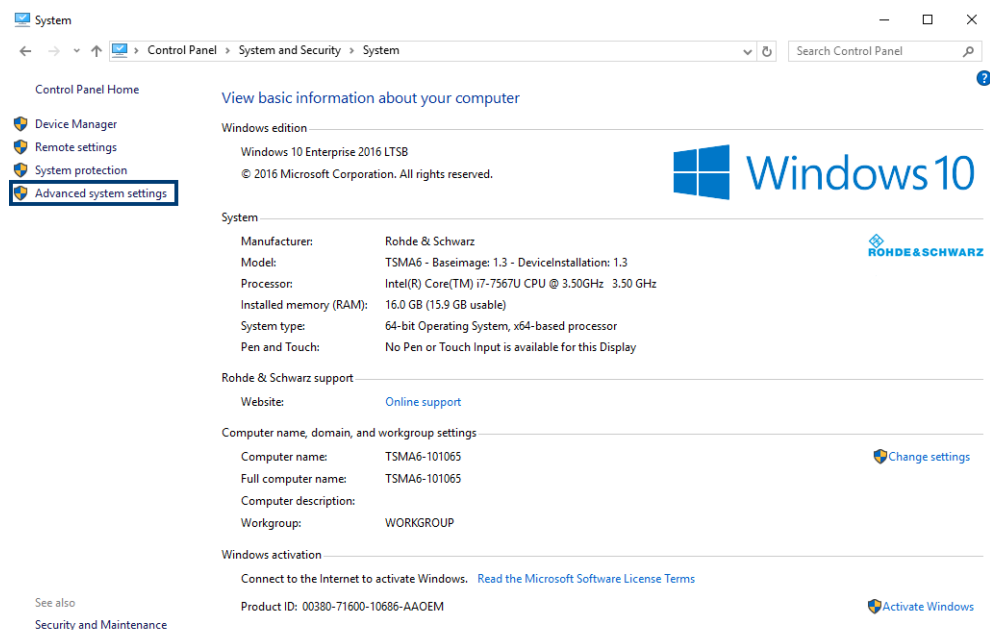 System
Control Panel > System and Security > System
Search Control Panel
?
Control Panel Home
Device Manager
Remote settings
System protection
Advanced system settings
View basic information about your computer
Windows edition
Windows 10 Enterprise 2016 LTSB
© 2016 Microsoft Corporation. All rights reserved.
Windows 10
System
Manufacturer: Rohde & Schwarz
Model: TSMA6 - Baseimage: 1.3 - DeviceInstallation: 1.3
Processor: Intel(R) Core(TM) i7-7567U CPU @ 3.50GHz 3.50 GHz
Installed memory (RAM): 16.0 GB (15.9 GB usable)
System type: 64-bit Operating System, x64-based processor
Pen and Touch: No Pen or Touch Input is available for this Display
ROHDE&SCHWARZ
Rohde & Schwarz support
Website: Online support
Computer name, domain, and workgroup settings
Computer name: TSMA6-101065
Change settings
Full computer name: TSMA6-101065
Computer description:
Workgroup: WORKGROUP
Windows activation
Connect to the Internet to activate Windows. Read the Microsoft Software License Terms
Product ID: 00380-71600-10686-AAOEM
Activate Windows
See also
Security and Maintenance